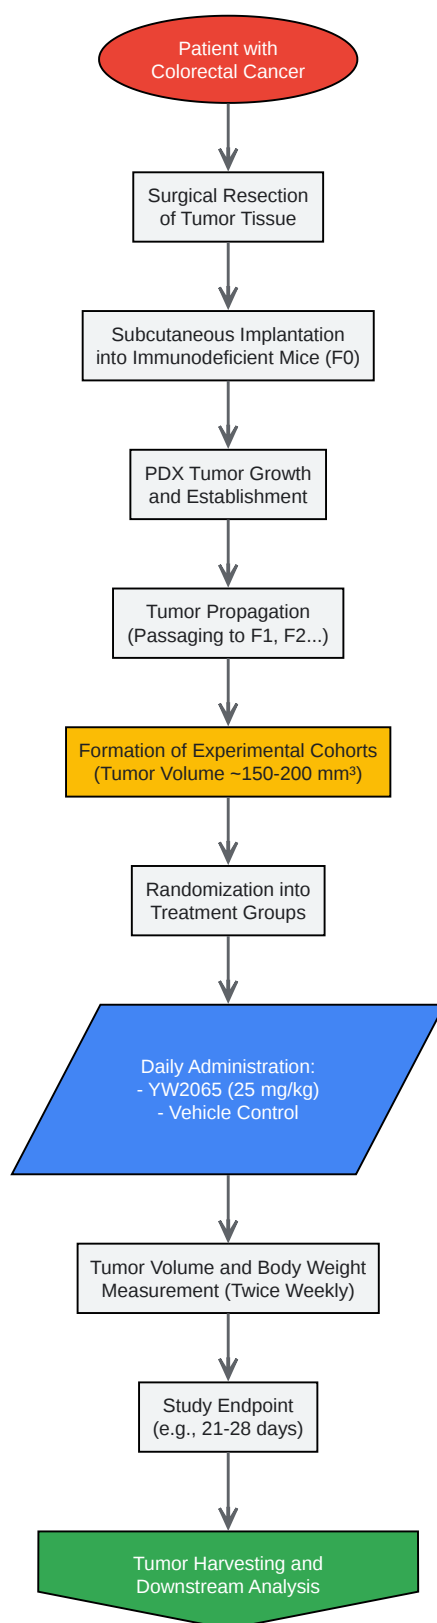 Patient with
Colorectal Cancer
Surgical Resection
of Tumor Tissue
Subcutaneous Implantation
into Immunodeficient Mice (F0)
PDX Tumor Growth
and Establishment
Tumor Propagation
(Passaging to F1, F2...)
Formation of Experimental Cohorts
(Tumor Volume ~150-200 mm³)
Randomization into
Treatment Groups
Daily Administration:
- YW2065 (25 mg/kg)
- Vehicle Control
Tumor Volume and Body Weight
Measurement (Twice Weekly)
Study Endpoint
(e.g., 21-28 days)
Tumor Harvesting and
Downstream Analysis